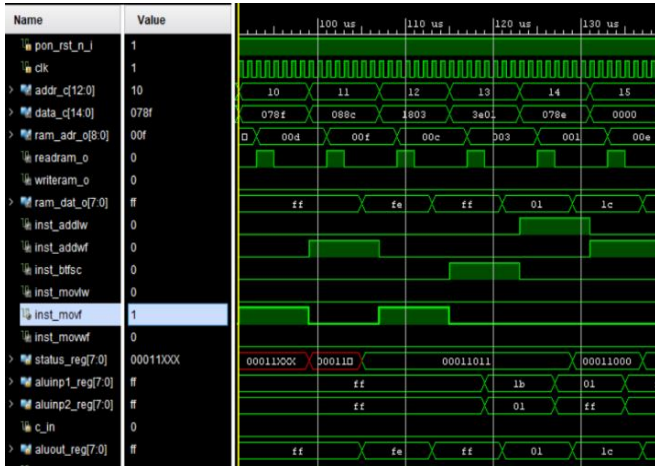 Name Value 100 us 110 us 120 us 130 us
pon_rst_n_i 1
clk 1
addr_c[12:0] 10 10 11 12 13 14 15
data_c[14:0] 078f 078f 088c 1803 3e01 078e 0000
ram_adr_o[8:0] 00f 00d 00f 00c 003 001 00e
readram_o 0
writeram_o 0
ram_dat_o[7:0] ff ff fe ff 01 1c
inst_addlw 0
inst_addwf 0
inst_btfsc 0
inst_movlw 0
inst_movf 1
inst_movwf 0
status_reg[7:0] 00011XXX 00011XXX 00011 00011011 00011000
aluinp1_reg[7:0] ff ff 1b 01
aluinp2_reg[7:0] ff ff 01 ff
c_in 0
aluout_reg[7:0] ff ff fe ff 01 1c